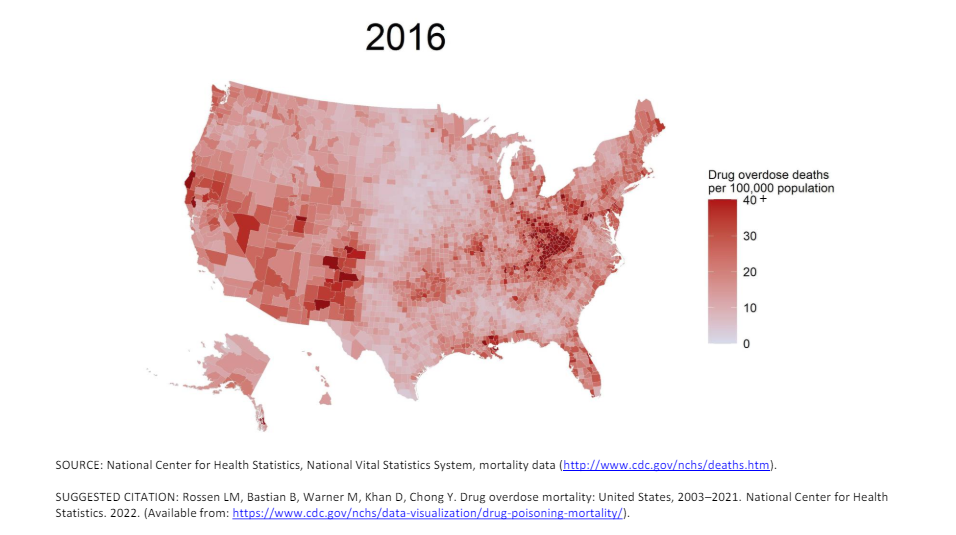 2016
Drug overdose deaths
per 100,000 population
40 +
30
20
10
0
SOURCE: National Center for Health Statistics, National Vital Statistics System, mortality data (http://www.cdc.gov/nchs/deaths.htm).
SUGGESTED CITATION: Rossen LM, Bastian B, Warner M, Khan D, Chong Y. Drug overdose mortality: United States, 2003–2021. National Center for Health
Statistics. 2022. (Available from: https://www.cdc.gov/nchs/data-visualization/drug-poisoning-mortality/).